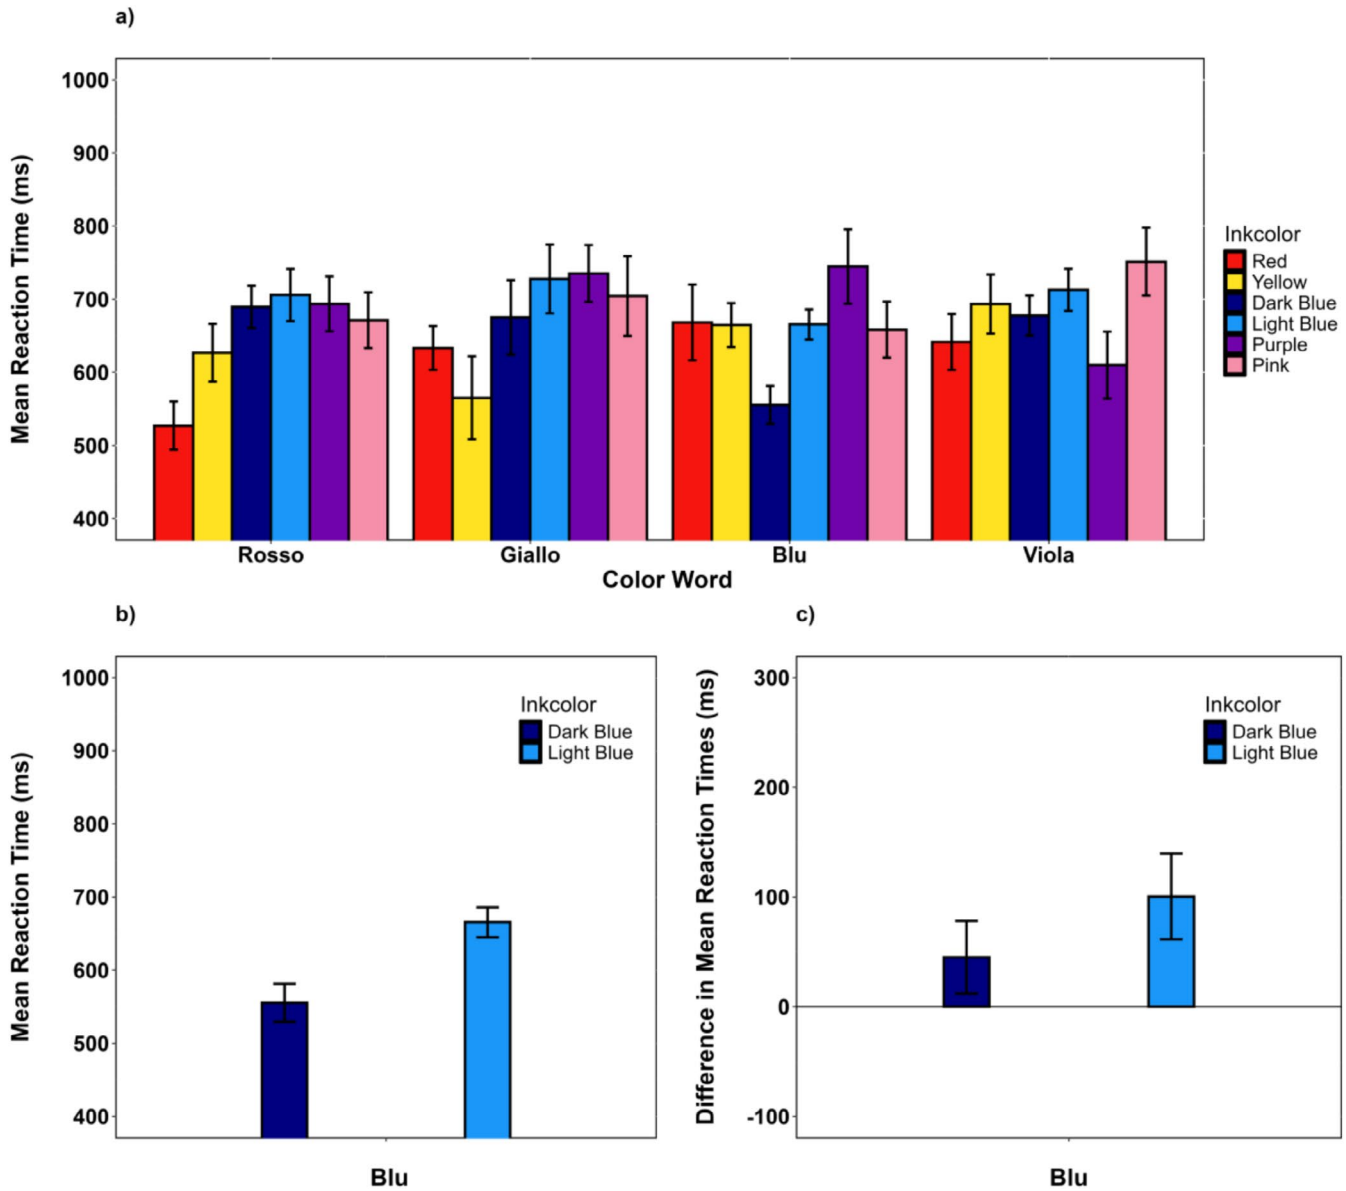 a)
Mean Reaction Time (ms)
1000
900
800
700
600
500
400
Rosso Giallo Blu Viola
Color Word
Inkcolor
Red
Yellow
Dark Blue
Light Blue
Purple
Pink
b)
Mean Reaction Time (ms)
1000
900
800
700
600
500
400
Inkcolor
Dark Blue
Light Blue
Blu
c)
Difference in Mean Reaction Times (ms)
300
200
100
0
-100
Inkcolor
Dark Blue
Light Blue
Blu